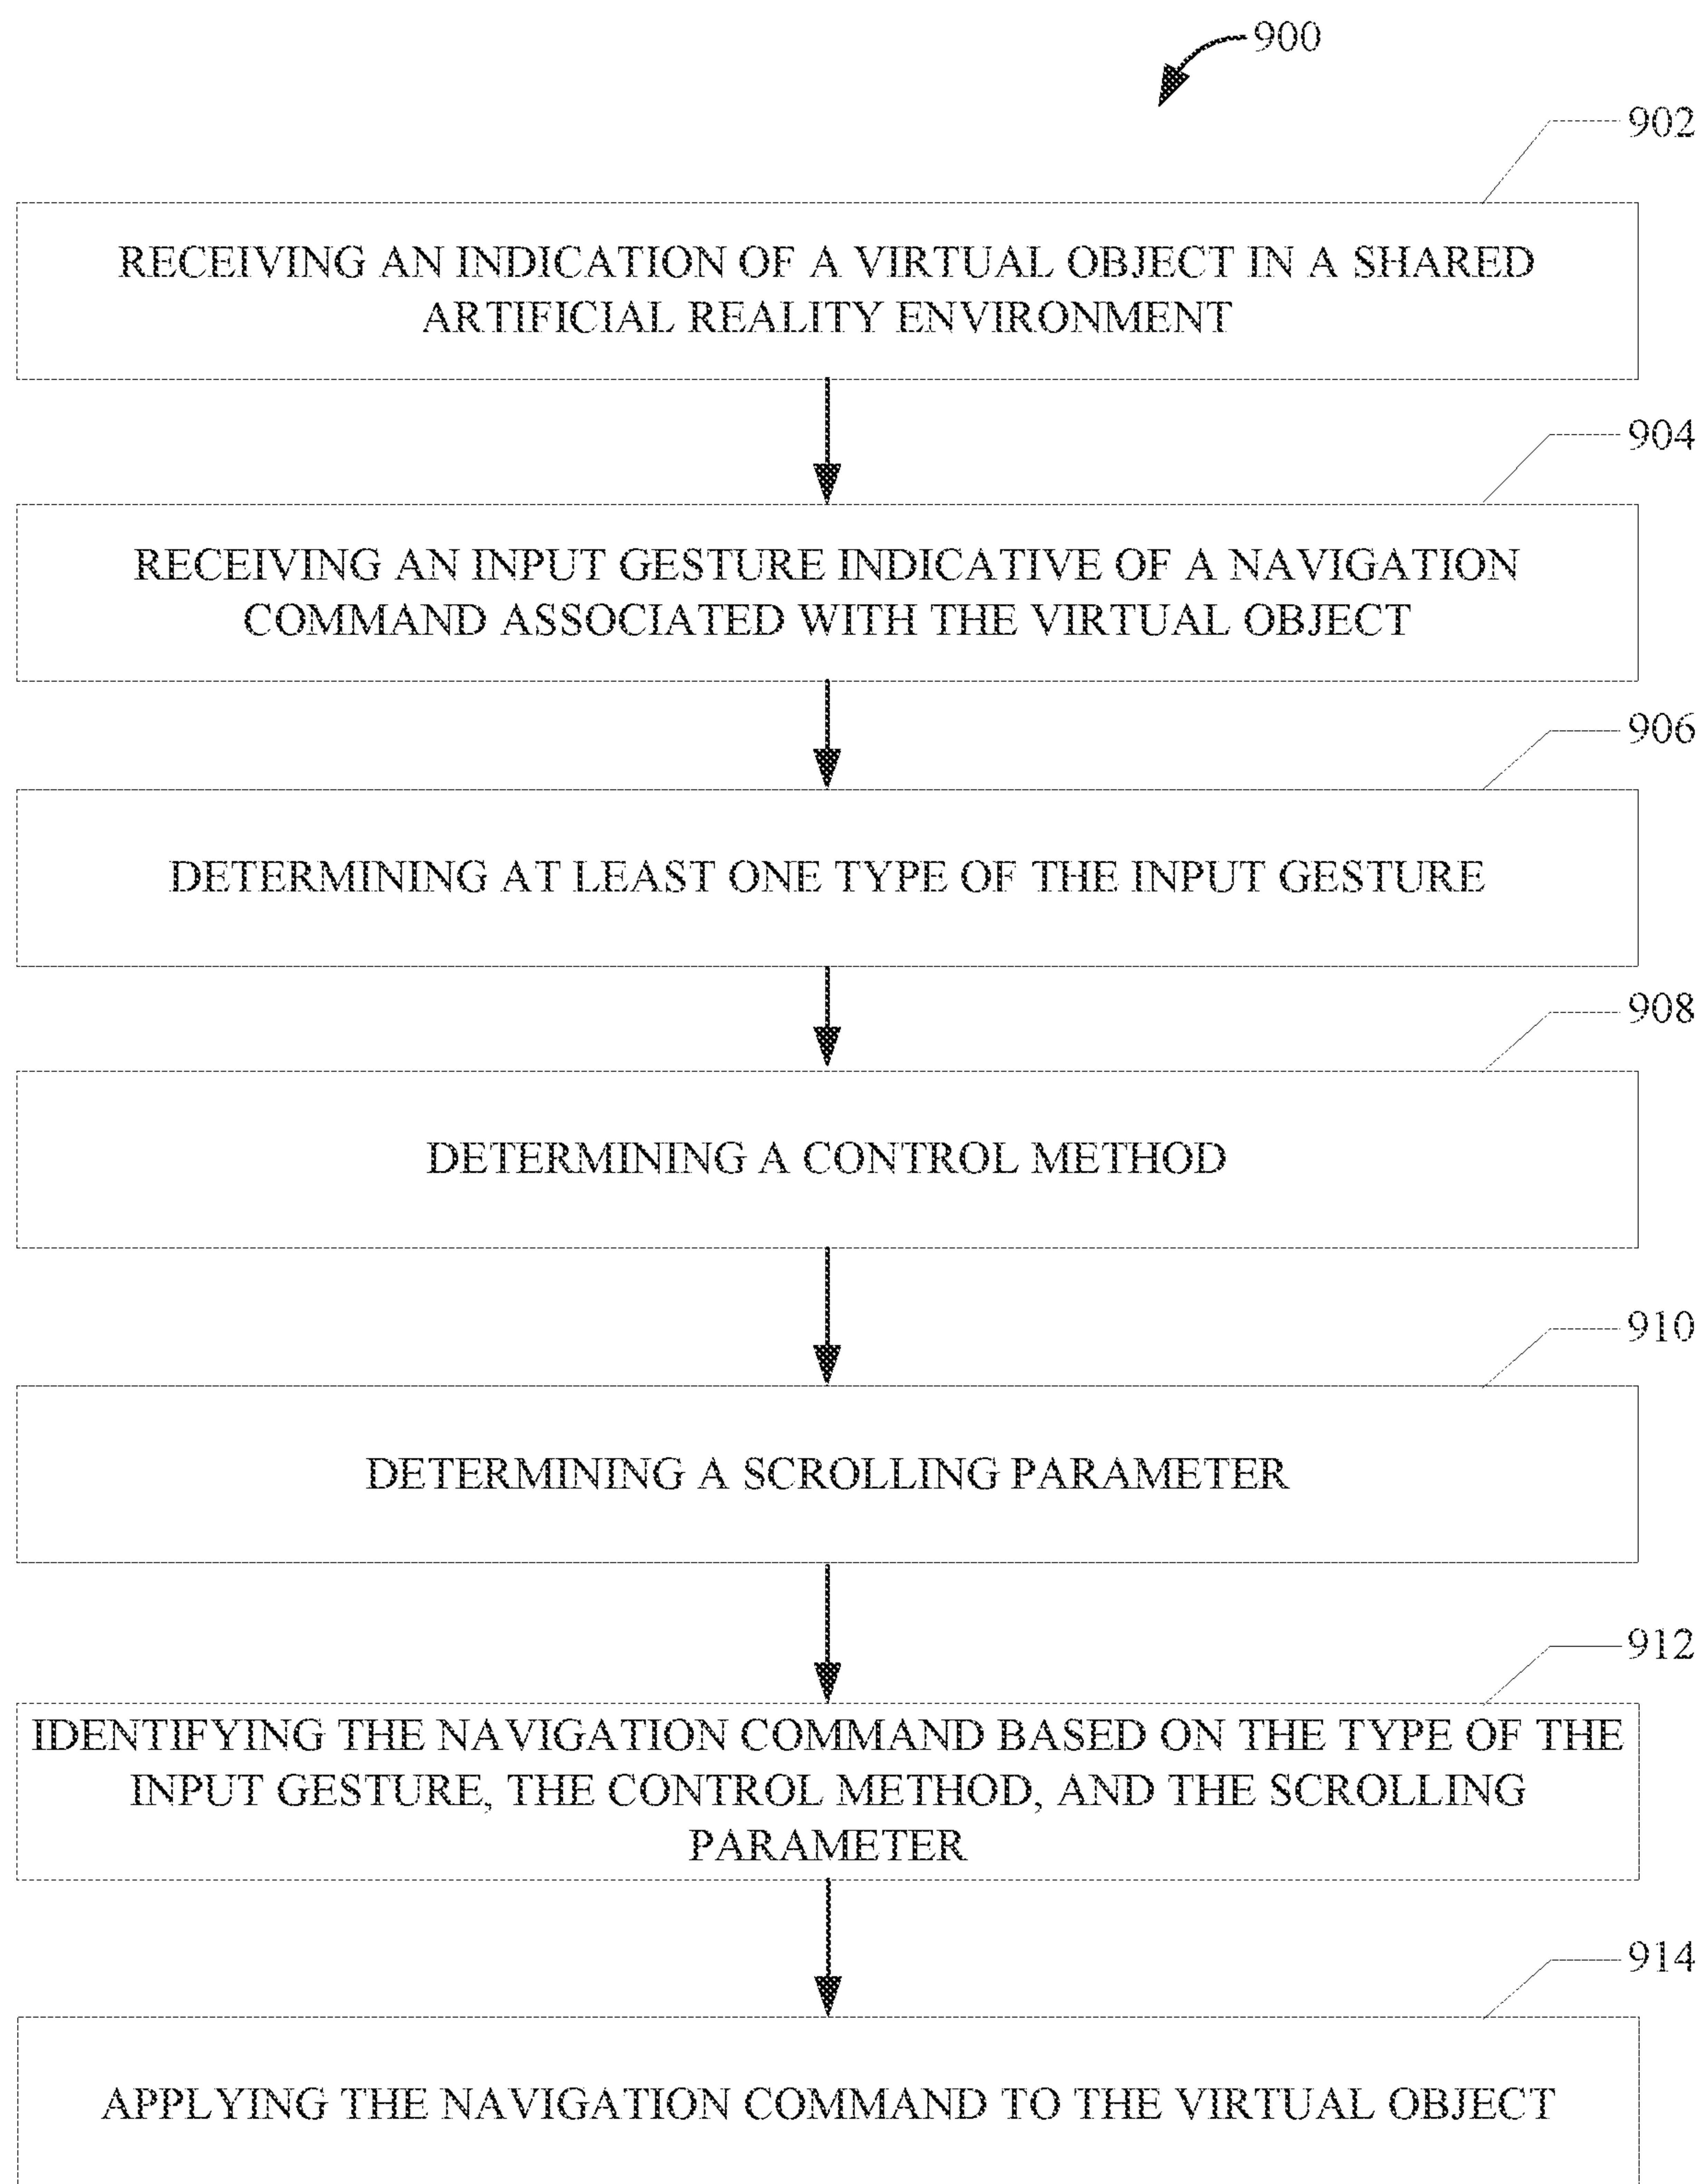 900
902
RECEIVING AN INDICATION OF A VIRTUAL OBJECT IN A SHARED
ARTIFICIAL REALITY ENVIRONMENT
904
RECEIVING AN INPUT GESTURE INDICATIVE OF A NAVIGATION
COMMAND ASSOCIATED WITH THE VIRTUAL OBJECT
906
DETERMINING AT LEAST ONE TYPE OF THE INPUT GESTURE
908
DETERMINING A CONTROL METHOD
910
DETERMINING A SCROLLING PARAMETER
912
IDENTIFYING THE NAVIGATION COMMAND BASED ON THE TYPE OF THE
INPUT GESTURE, THE CONTROL METHOD, AND THE SCROLLING
PARAMETER
914
APPLYING THE NAVIGATION COMMAND TO THE VIRTUAL OBJECT